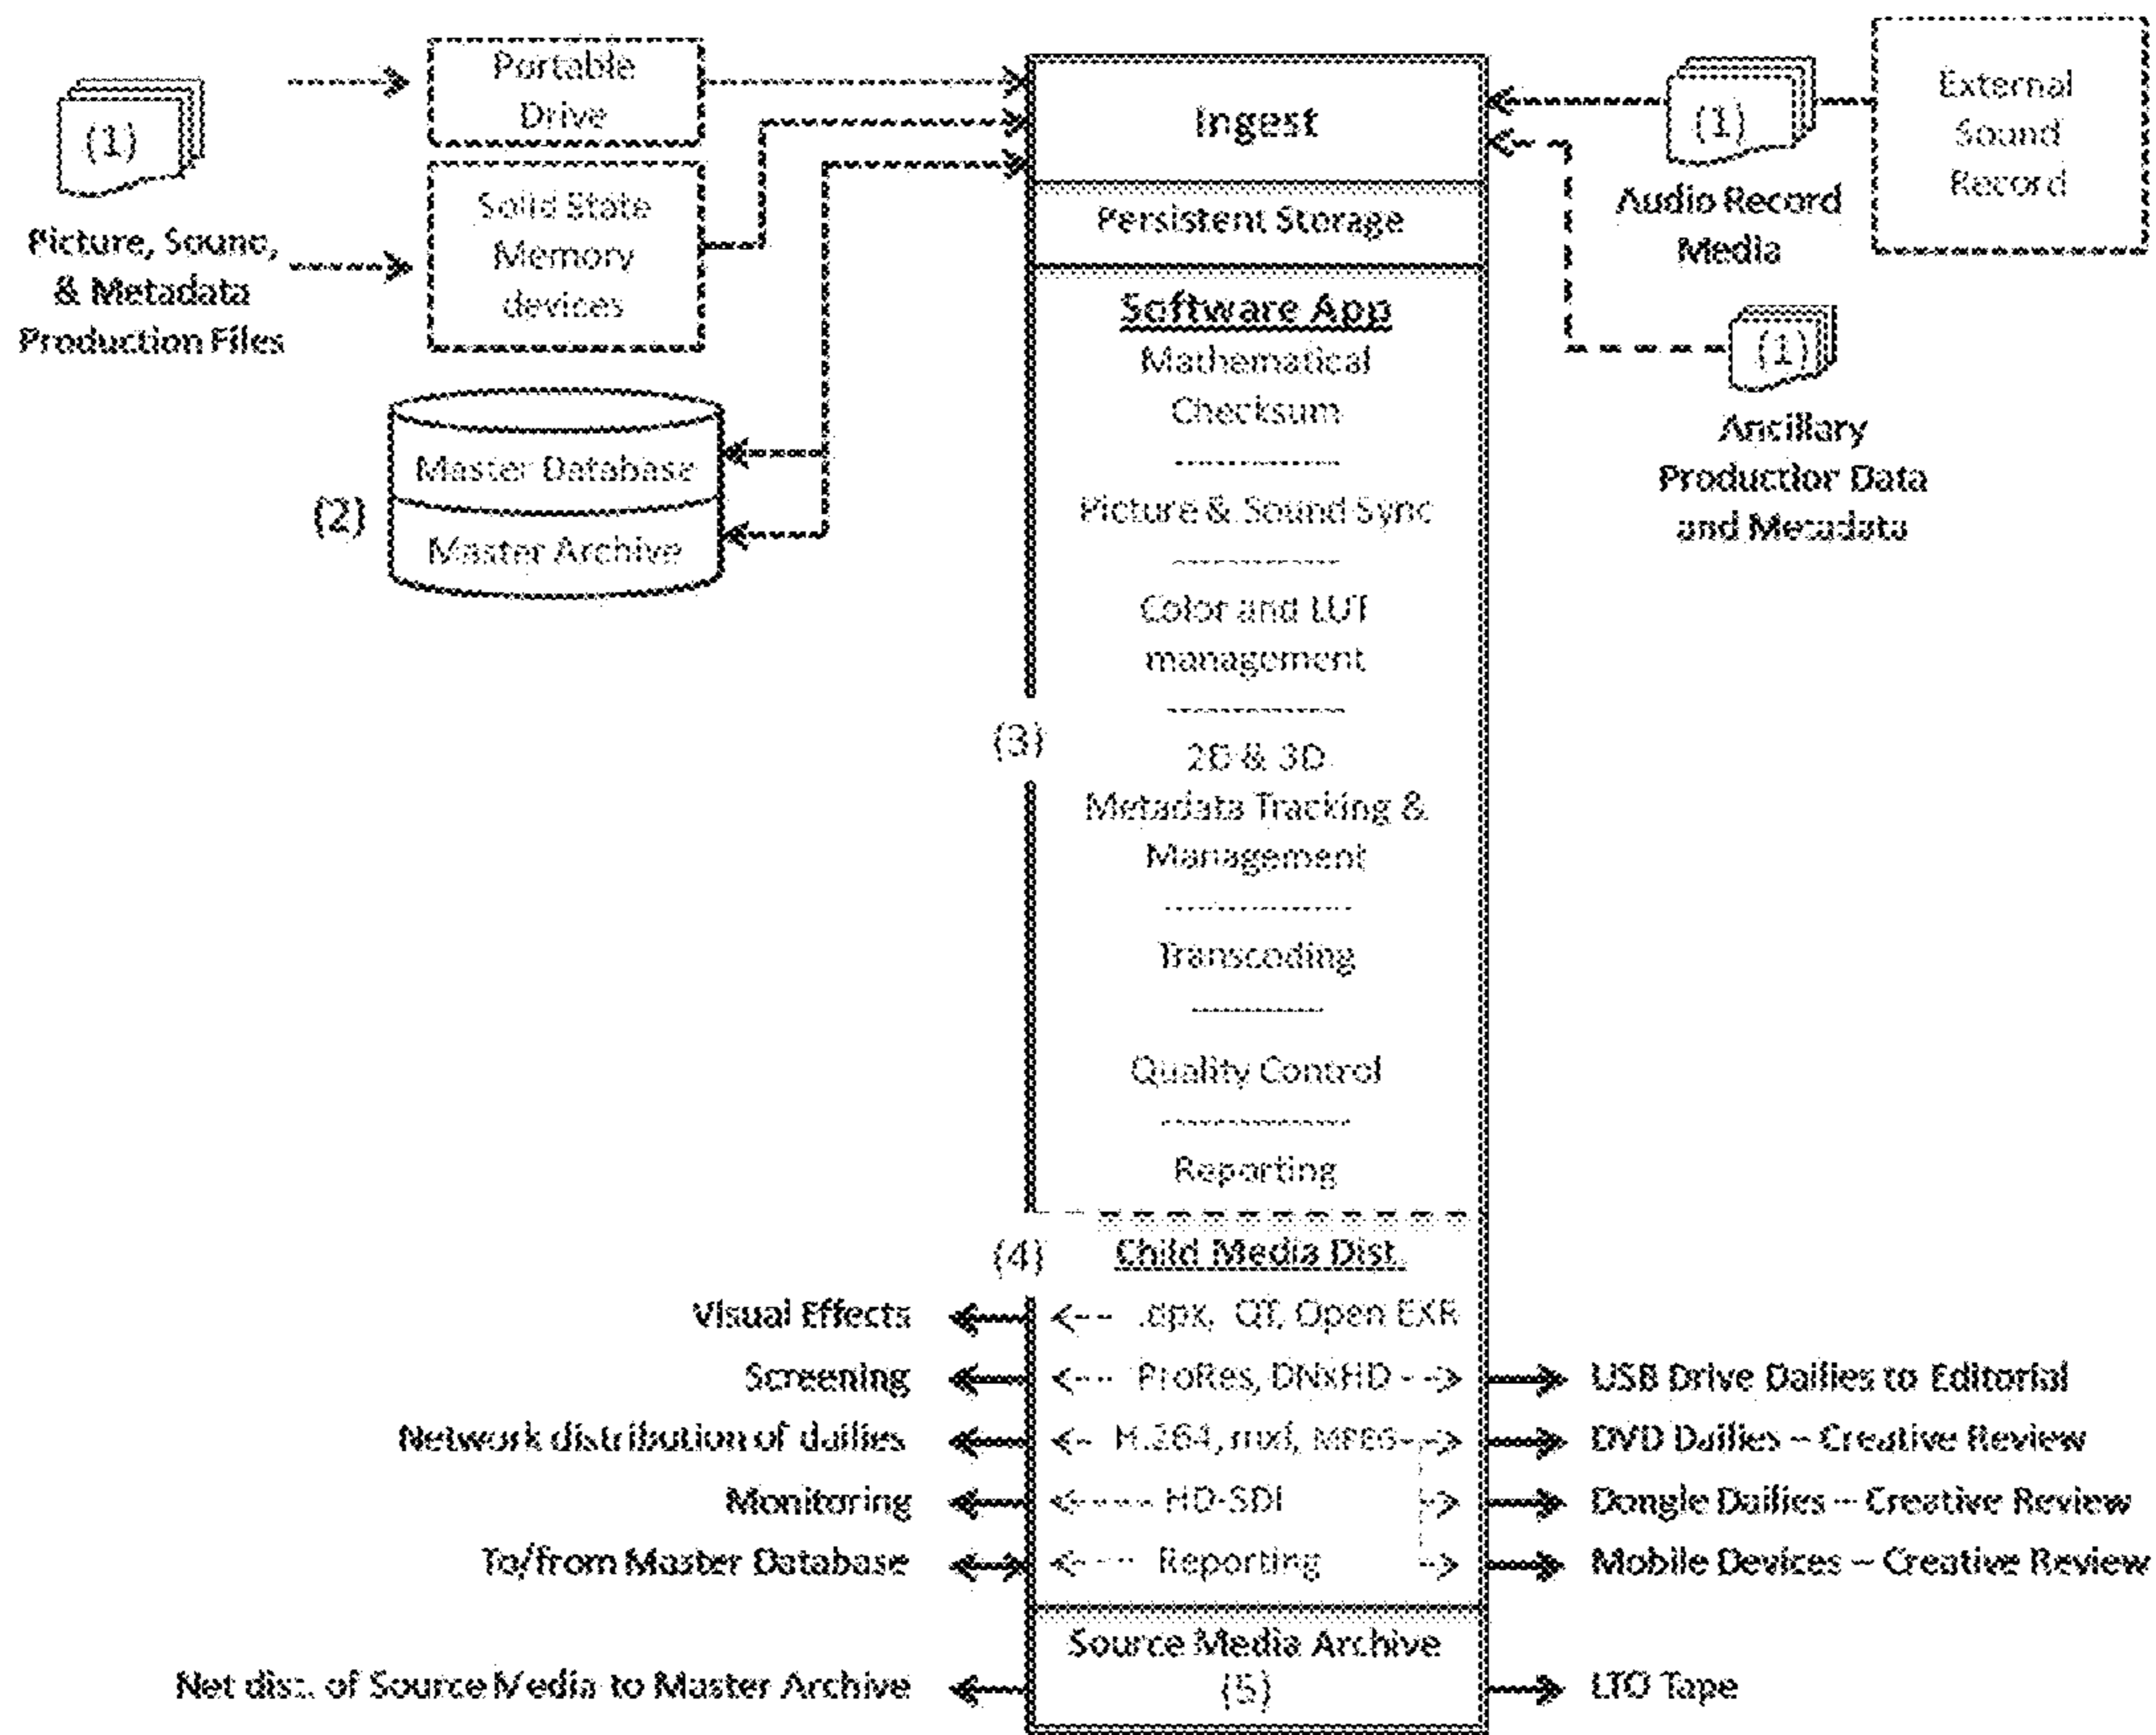 (1)
Picture, Sound,
& Metadata
Production Files
Portable
Drive
Solid State
Memory
devices
(2)
Master Database
Master Archive
Ingest
Persistent Storage
Software App
Mathematical
Checksum
Picture & Sound Sync
Color and LUT
management
(3)
2D & 3D
Metadata Tracking &
Management
Transcoding
Quality Control
Reporting
(1)
Audio Record
Media
External
Sound
Record
(1)
Ancillary
Production Data
and Metadata
(4)
Child Media Dist.
Visual Effects
.dpx, QT, Open EXR
Screening
ProRes, DNxHD
USB Drive Dailies to Editorial
Network distribution of dailies
H.264, mxf, MPEG
DVD Dailies – Creative Review
Monitoring
HD-SDI
Dongle Dailies – Creative Review
To/from Master Database
Reporting
Mobile Devices – Creative Review
Source Media Archive
(5)
Net dist. of Source Media to Master Archive
LTO Tape